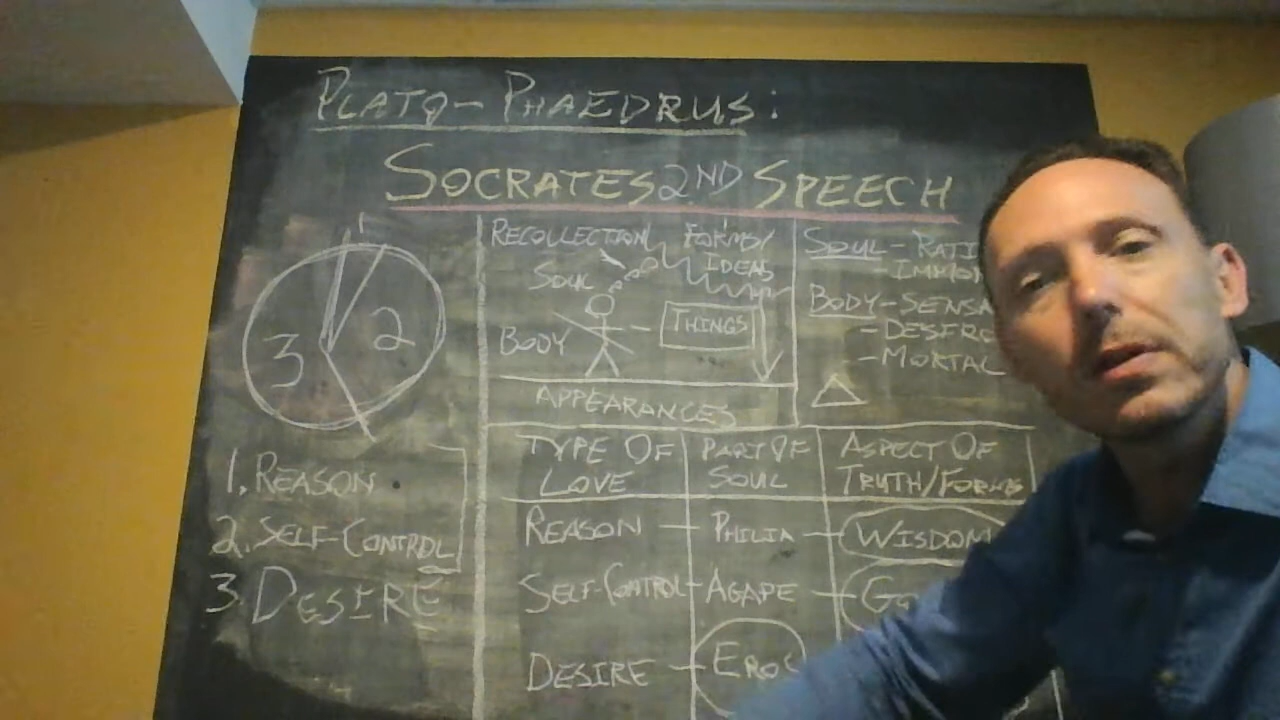 PLATO - PHAEDRUS:
SOCRATES 2ND SPEECH
1
2
3
1. REASON
2. SELF-CONTROL
3. DESIRE
RECOLLECTION
FORMS/
IDEAS
SOUL
BODY
THINGS
APPEARANCES
SOUL -
BODY -
- MORTAL
TYPE OF LOVE
PART OF SOUL
ASPECT OF TRUTH/FORMS
REASON - PHILIA - WISDOM
SELF-CONTROL - AGAPE -
DESIRE -